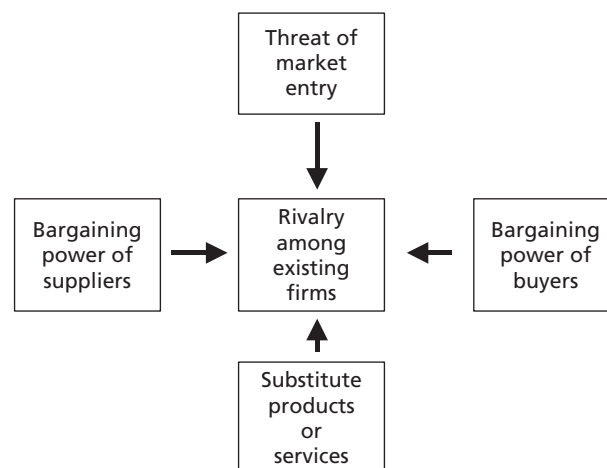 Threat of
market
entry
Bargaining
power of
suppliers
Rivalry
among
existing
firms
Bargaining
power of
buyers
Substitute
products
or
services